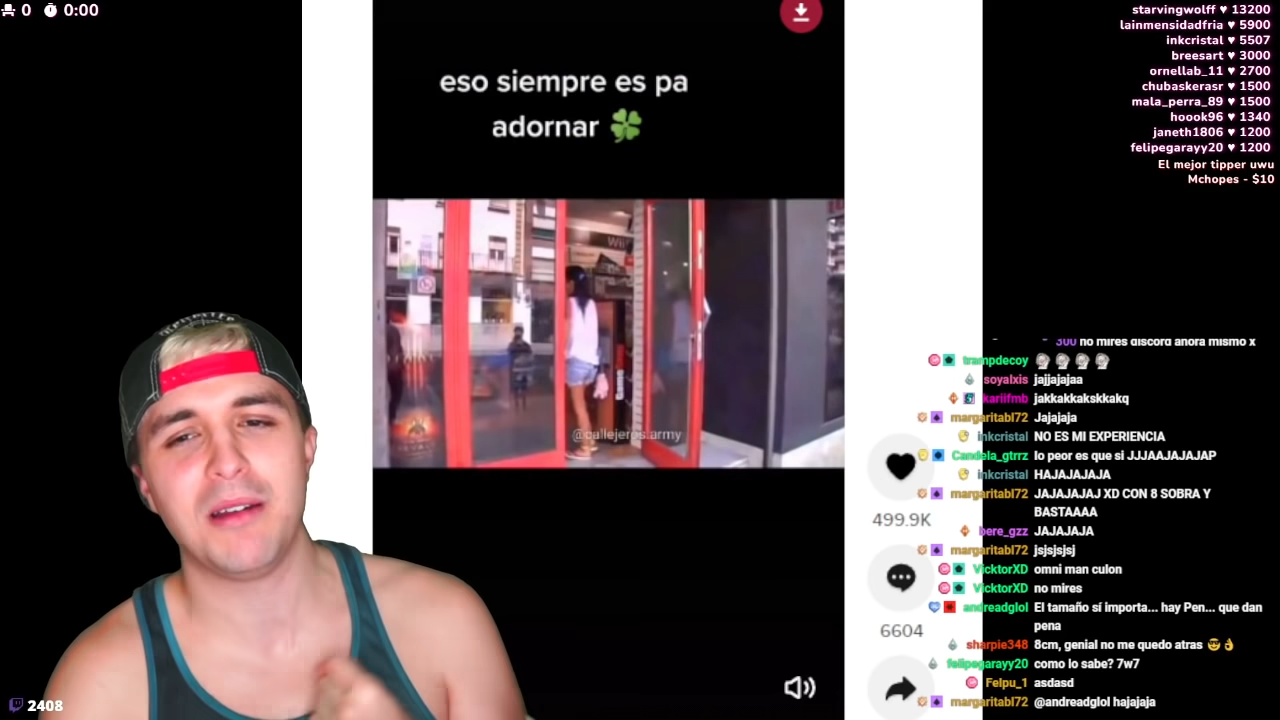 0 0:00
eso siempre es pa
adornar
@callejeros.army
499.9K
6604
2408
starvingwolff ♥ 13200
lainmensidadfria ♥ 5900
inkcristal ♥ 5507
breesart ♥ 3000
ornellab_11 ♥ 2700
chubaskerasr ♥ 1500
mala_perra_89 ♥ 1500
hoook96 ♥ 1340
janeth1806 ♥ 1200
felipegarayy20 ♥ 1200
El mejor tipper uwu
Mchopes - $10
300 no mires discord ahora mismo x
trampdecoy
soyalxis jajjajajaa
kariifmb jakkakkakskkakq
margaritabl72 Jajajaja
inkcristal NO ES MI EXPERIENCIA
Candela_gtrrz lo peor es que si JJJAAJAJAJAP
inkcristal HAJAJAJAJA
margaritabl72 JAJAJAJAJ XD CON 8 SOBRA Y
BASTAAAA
bere_gzz JAJAJAJA
margaritabl72 jsjsjsjsj
VicktorXD omni man culon
VicktorXD no mires
andreadglol El tamaño sí importa... hay Pen... que dan
pena
sharpie348 8cm, genial no me quedo atras 😎👌
felipegarayy20 como lo sabe? 7w7
Felpu_1 asdasd
margaritabl72 @andreadglol hajajaja